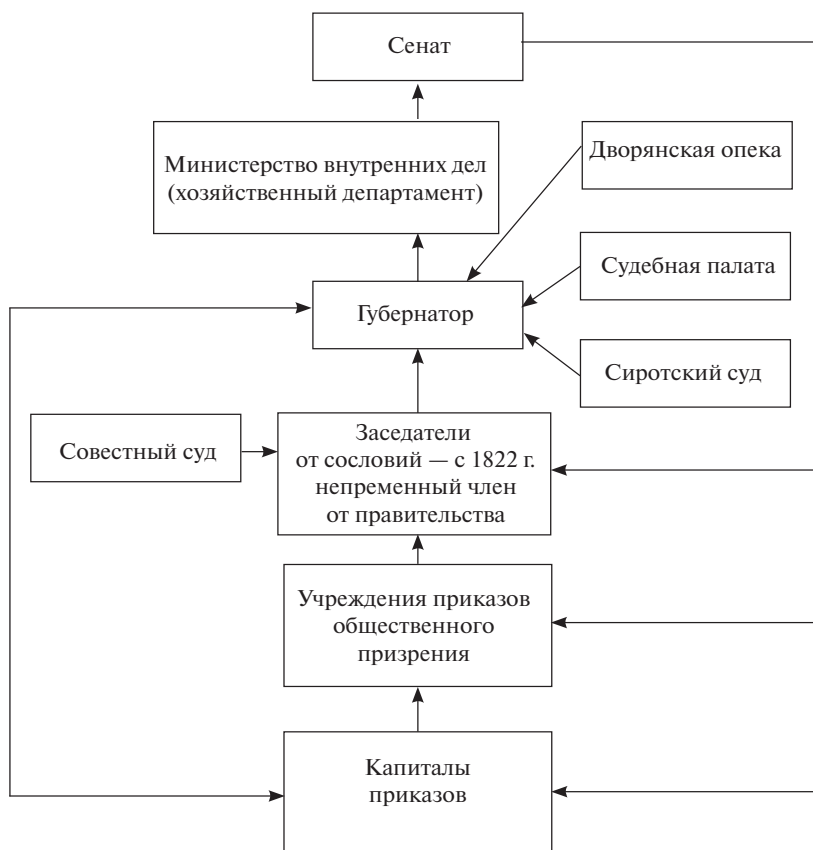 Сенат
Министерство внутренних дел
(хозяйственный департамент)
Дворянская опека
Судебная палата
Губернатор
Сиротский суд
Совестный суд
Заседатели
от сословий — с 1822 г.
непременный член
от правительства
Учреждения приказов
общественного
призрения
Капиталы
приказов